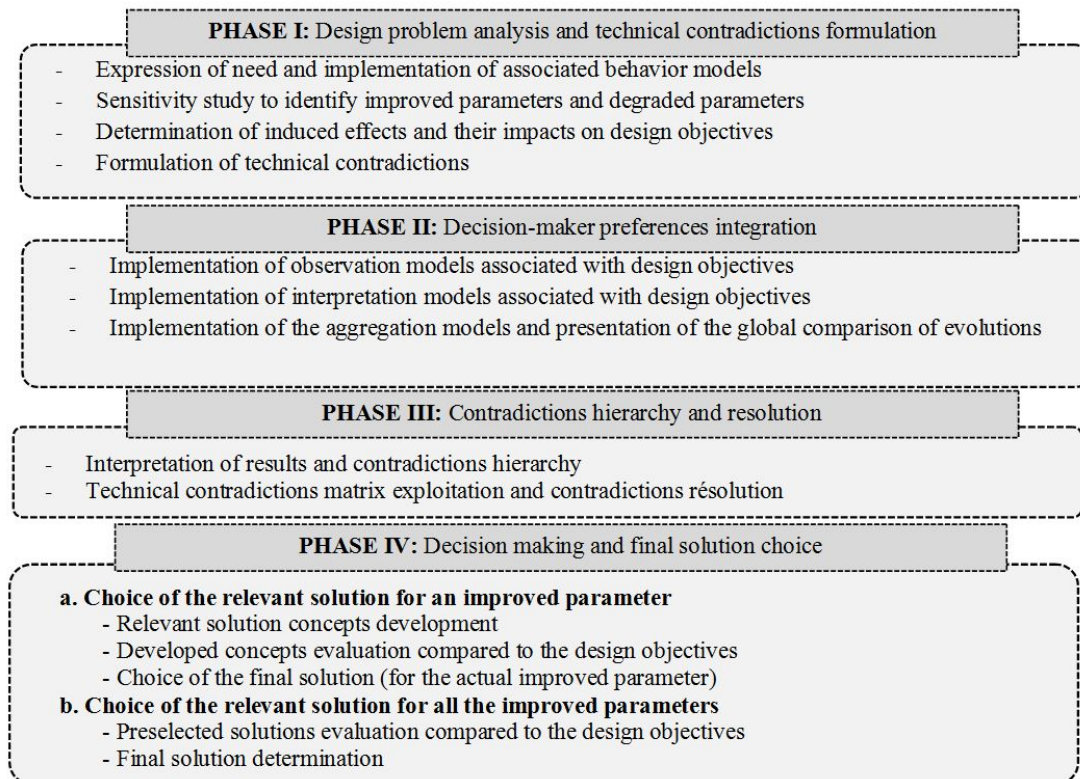 PHASE I: Design problem analysis and technical contradictions formulation
- Expression of need and implementation of associated behavior models
- Sensitivity study to identify improved parameters and degraded parameters
- Determination of induced effects and their impacts on design objectives
- Formulation of technical contradictions
PHASE II: Decision-maker preferences integration
- Implementation of observation models associated with design objectives
- Implementation of interpretation models associated with design objectives
- Implementation of the aggregation models and presentation of the global comparison of evolutions
PHASE III: Contradictions hierarchy and resolution
- Interpretation of results and contradictions hierarchy
- Technical contradictions matrix exploitation and contradictions résolution
PHASE IV: Decision making and final solution choice
a. Choice of the relevant solution for an improved parameter
- Relevant solution concepts development
- Developed concepts evaluation compared to the design objectives
- Choice of the final solution (for the actual improved parameter)
b. Choice of the relevant solution for all the improved parameters
- Preselected solutions evaluation compared to the design objectives
- Final solution determination